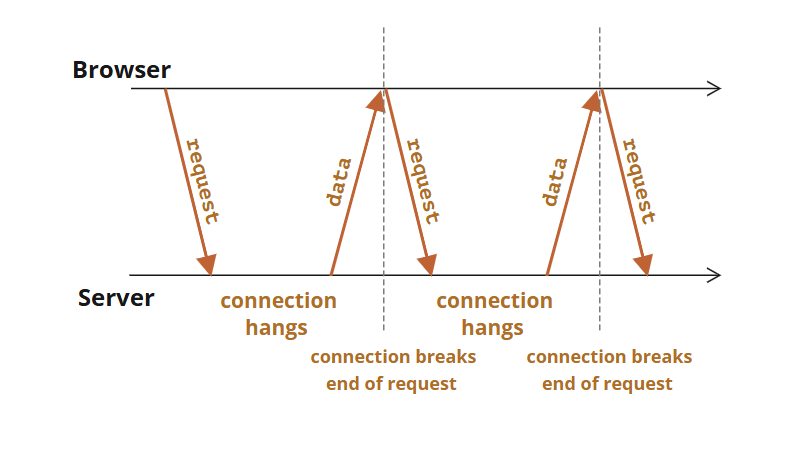 Browser
request
data
request
data
request
Server
connection
hangs
connection
hangs
connection breaks
end of request
connection breaks
end of request